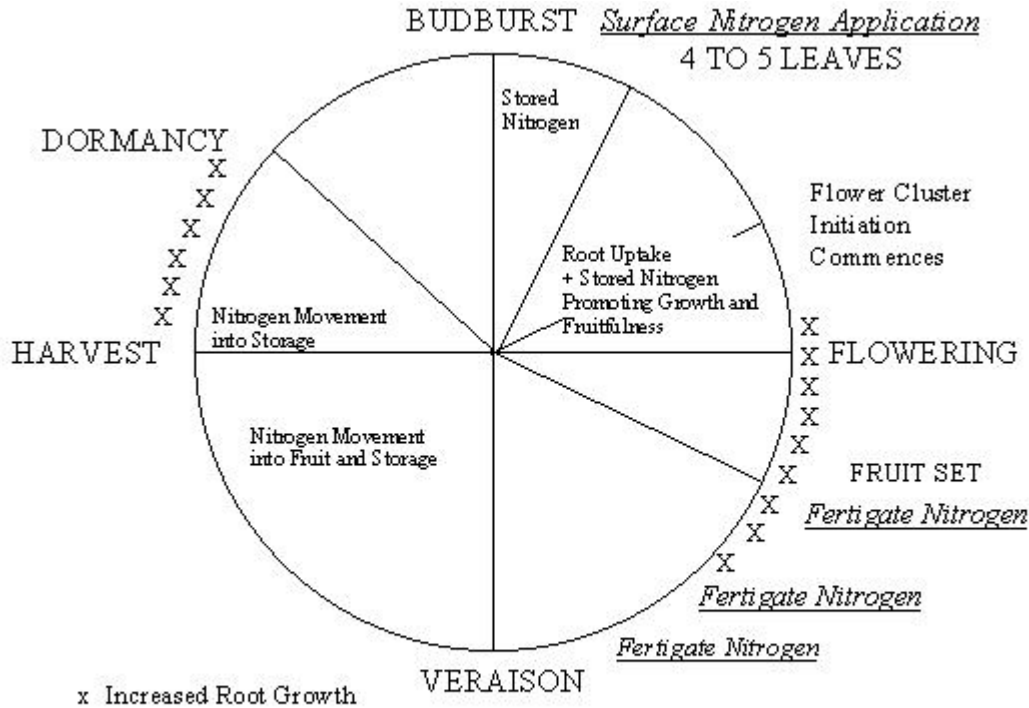 BUDBURST Surface Nitrogen Application
4 TO 5 LEAVES
Stored
Nitrogen
DORMANCY
X
X
X
X
X
X
Flower Cluster
Initiation
Commences
Root Uptake
+ Stored Nitrogen
Promoting Growth and
Fruitfulness
Nitrogen Movement
into Storage
HARVEST
X
X
X
X
X
X
X
X
X
FLOWERING
Nitrogen Movement
into Fruit and Storage
FRUIT SET
Fertigate Nitrogen
Fertigate Nitrogen
Fertigate Nitrogen
VERAISON
x Increased Root Growth